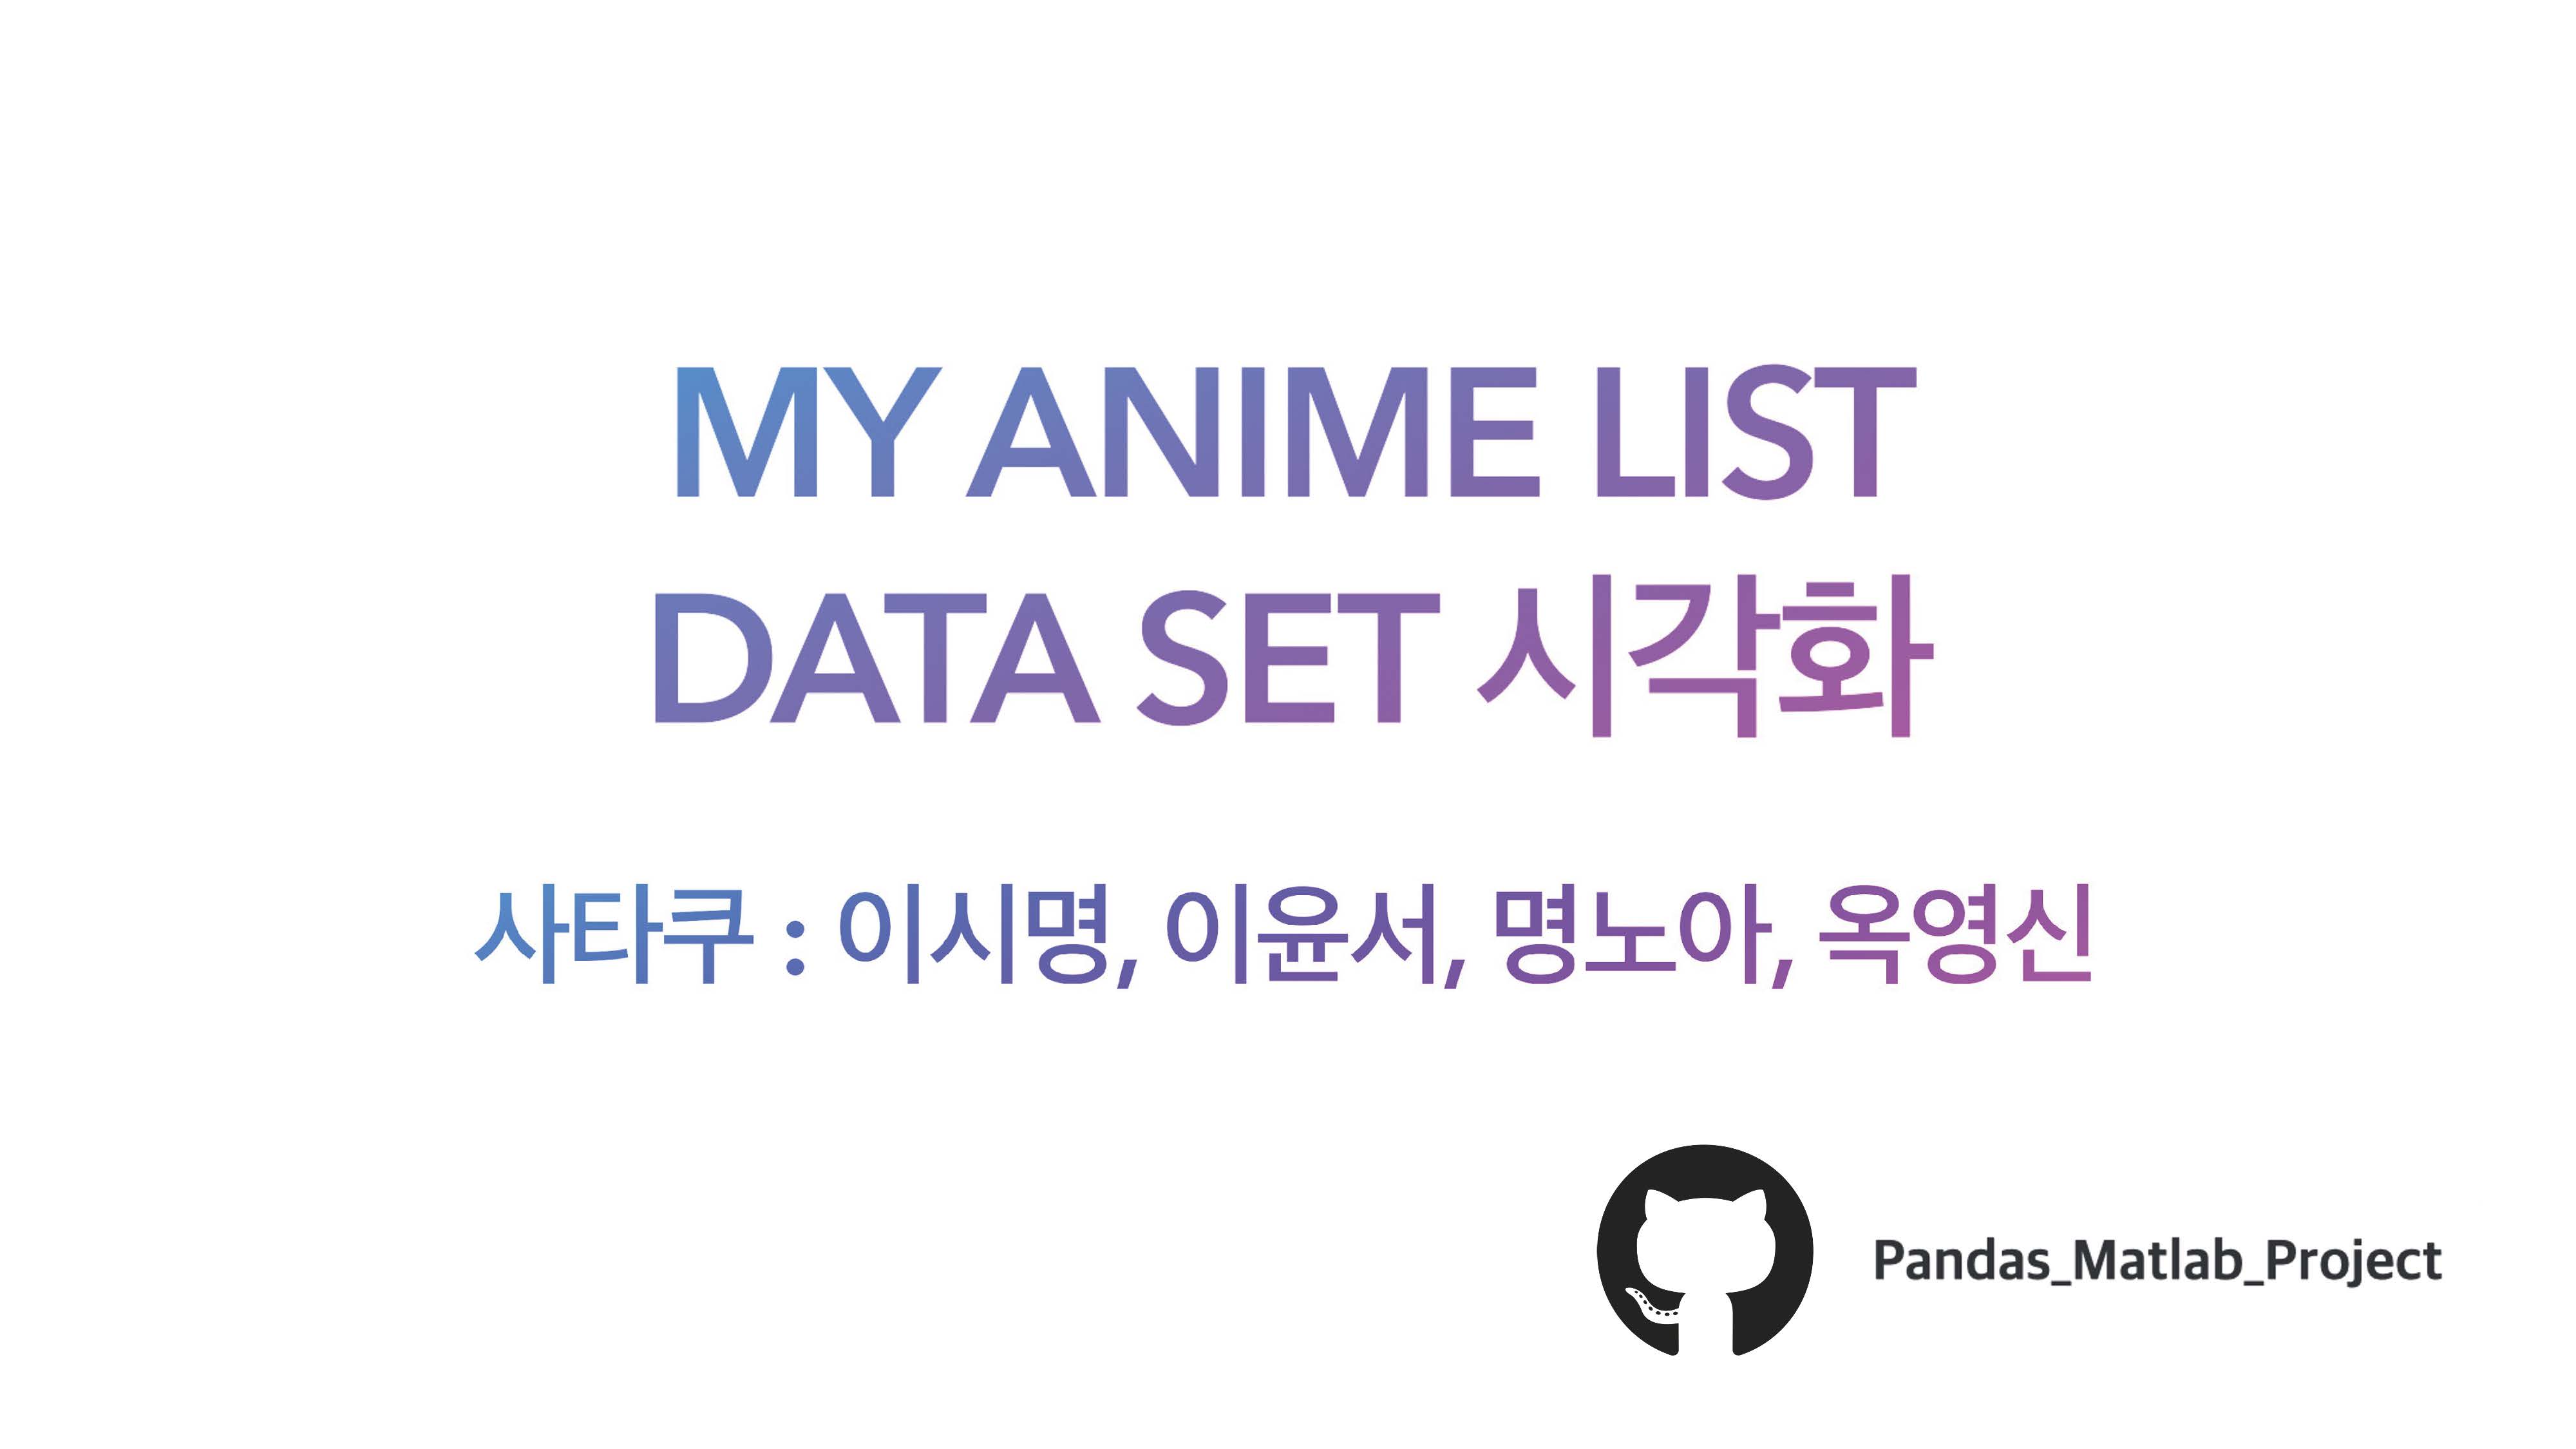 MY ANIME LIST
DATA SET 시각화
사타쿠 : 이시명, 이윤서, 명노아, 옥영신
Pandas_Matlab_Project